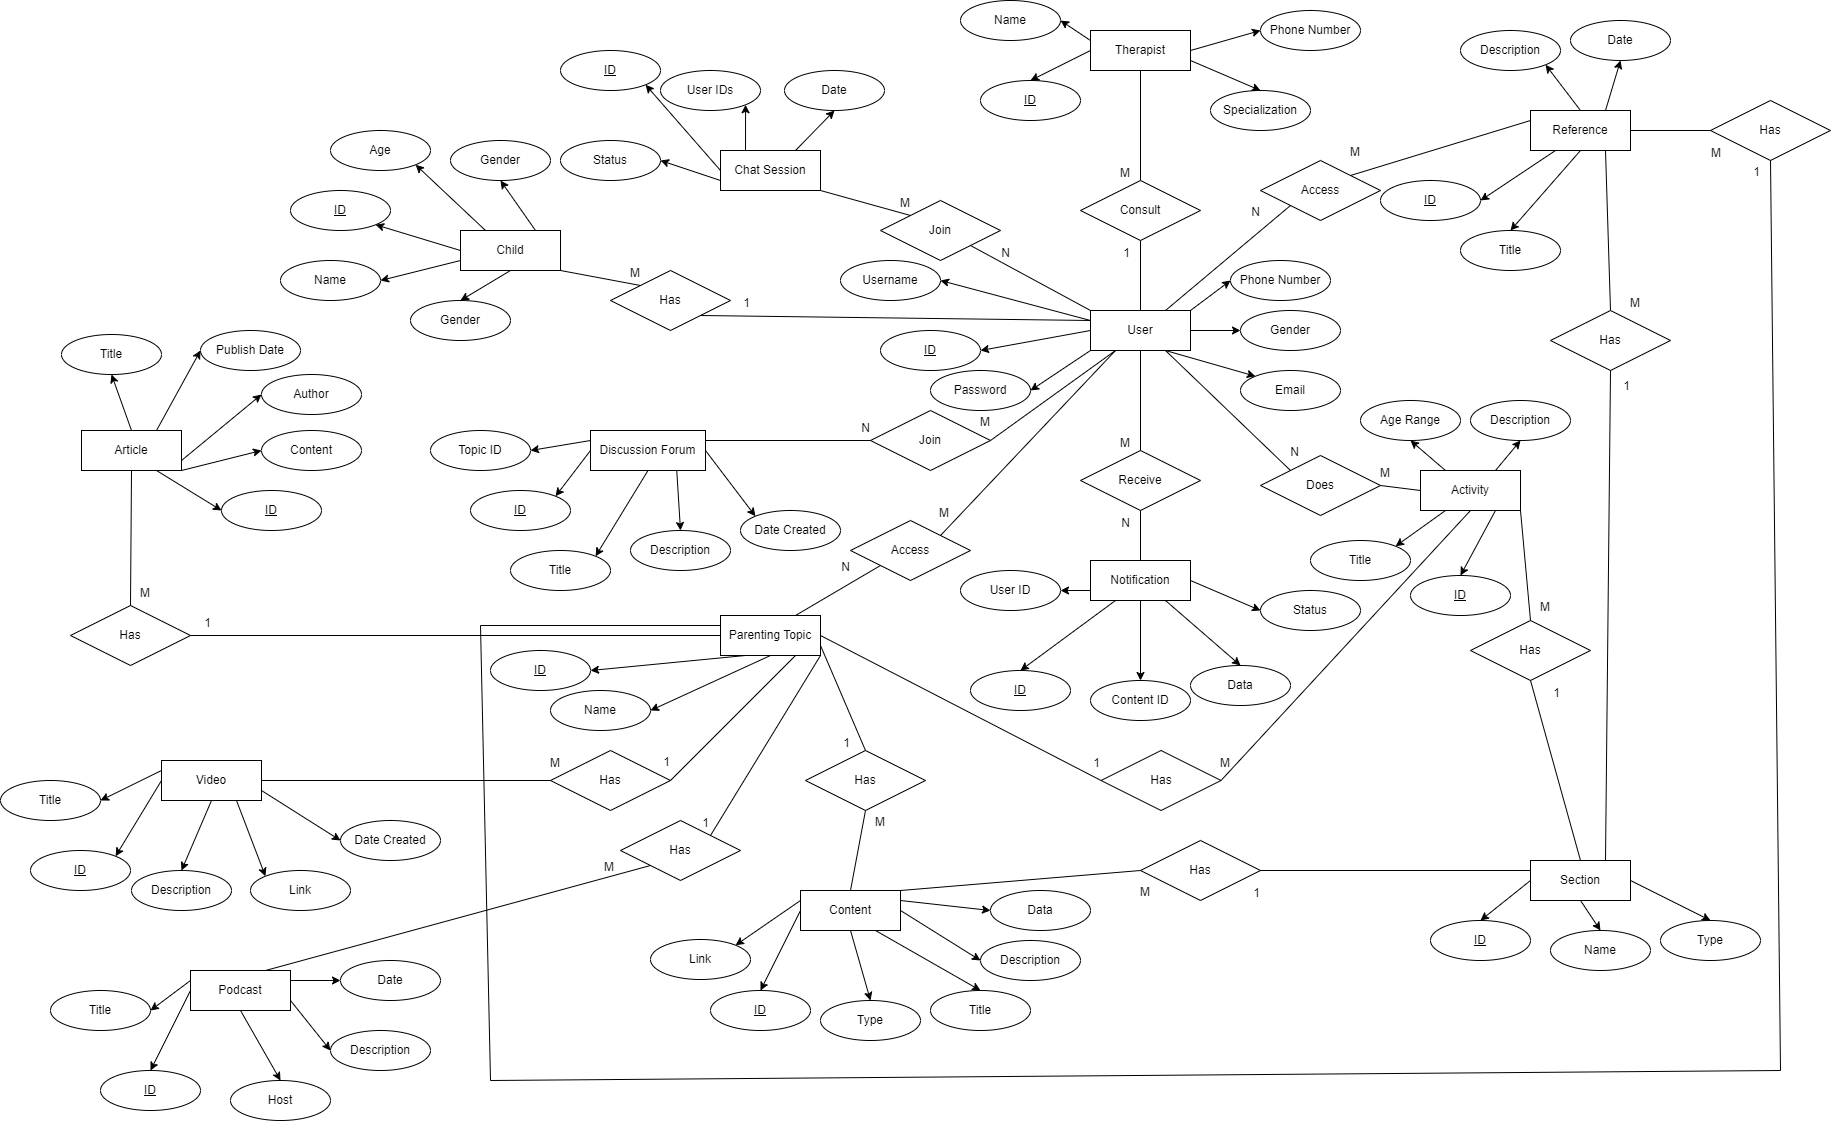 Name
Therapist
Phone Number
ID
Specialization
Description
Date
Reference
Has
M
1
ID
Title
M
Access
N
ID
User IDs
Date
Status
Chat Session
M
Join
N
M
Consult
1
Age
Gender
ID
Child
Name
Gender
M
Has
1
Username
ID
Password
User
Phone Number
Gender
Email
M
Has
1
Title
Publish Date
Author
Article
Content
ID
M
Has
1
Topic ID
Discussion Forum
ID
Title
Description
Date Created
N
Join
M
M
Receive
N
N
Does
M
Age Range
Description
Activity
Title
ID
M
Access
N
User ID
Notification
Status
ID
Content ID
Data
M
Has
1
Parenting Topic
ID
Name
M
Has
1
1
Has
M
1
Has
M
1
Has
M
Title
Video
Date Created
ID
Description
Link
M
Has
1
Content
Data
Link
Description
ID
Type
Title
Section
ID
Name
Type
Podcast
Date
Title
Description
ID
Host